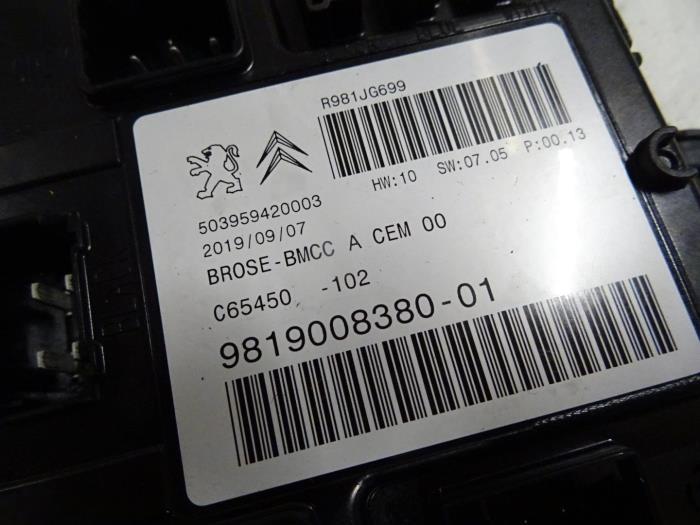 R981JG699
HW:10 SW:07.05 P:00.13
503959420003
2019/09/07
BROSE-BMCC A CEM 00
C65450 -102
9819008380-01